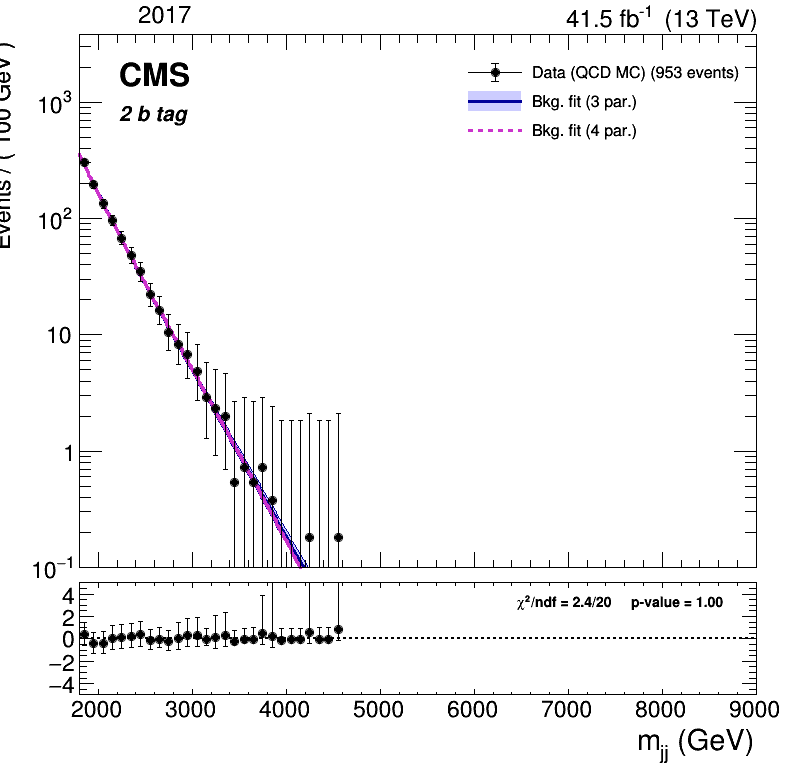 2017
41.5 fb⁻¹ (13 TeV)
Events / ( 100 GeV )
CMS
2 b tag
Data (QCD MC) (953 events)
Bkg. fit (3 par.)
Bkg. fit (4 par.)
10³
10²
10
1
10⁻¹
χ²/ndf = 2.4/20 p-value = 1.00
4
2
0
−2
−4
2000 3000 4000 5000 6000 7000 8000 9000
m_jj (GeV)